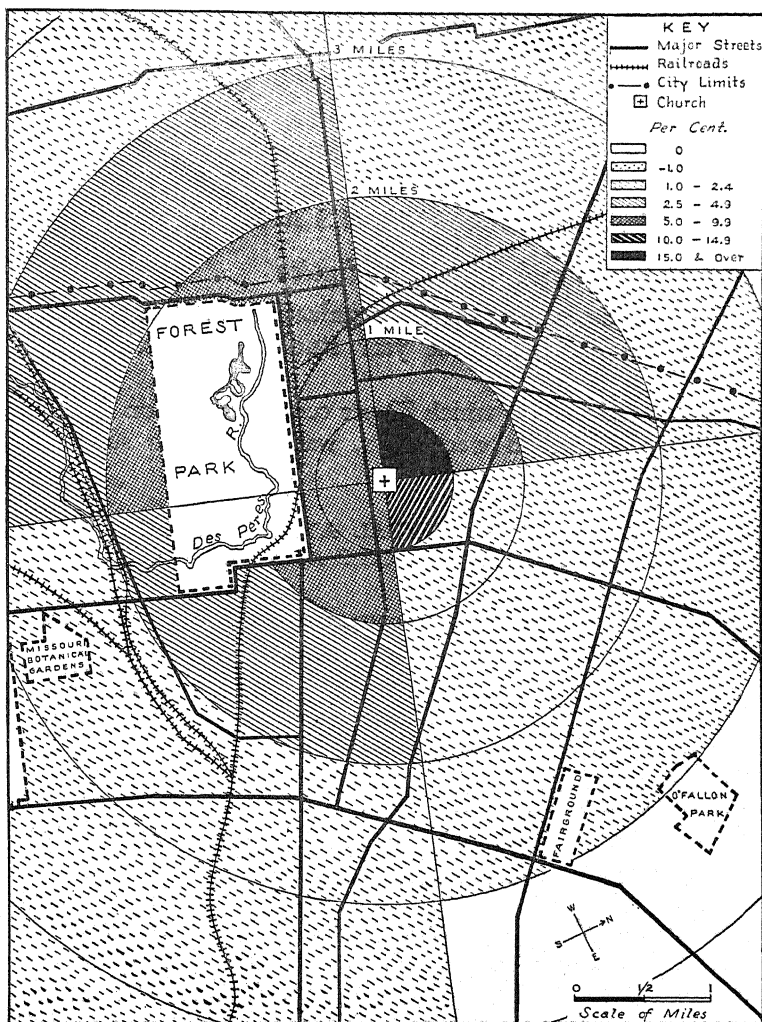 KEY
Major Streets
Railroads
City Limits
Church
Per Cent.
0
-1.0
1.0 - 2.4
2.5 - 4.9
5.0 - 9.9
10.0 - 14.9
15.0 & Over
3 MILES
2 MILES
1 MILE
FOREST
PARK
R.
Des Peres
MISSOURI
BOTANICAL
GARDENS
FAIRGROUND
O'FALLON
PARK
W
N
S
E
0 1/2 1
Scale of Miles